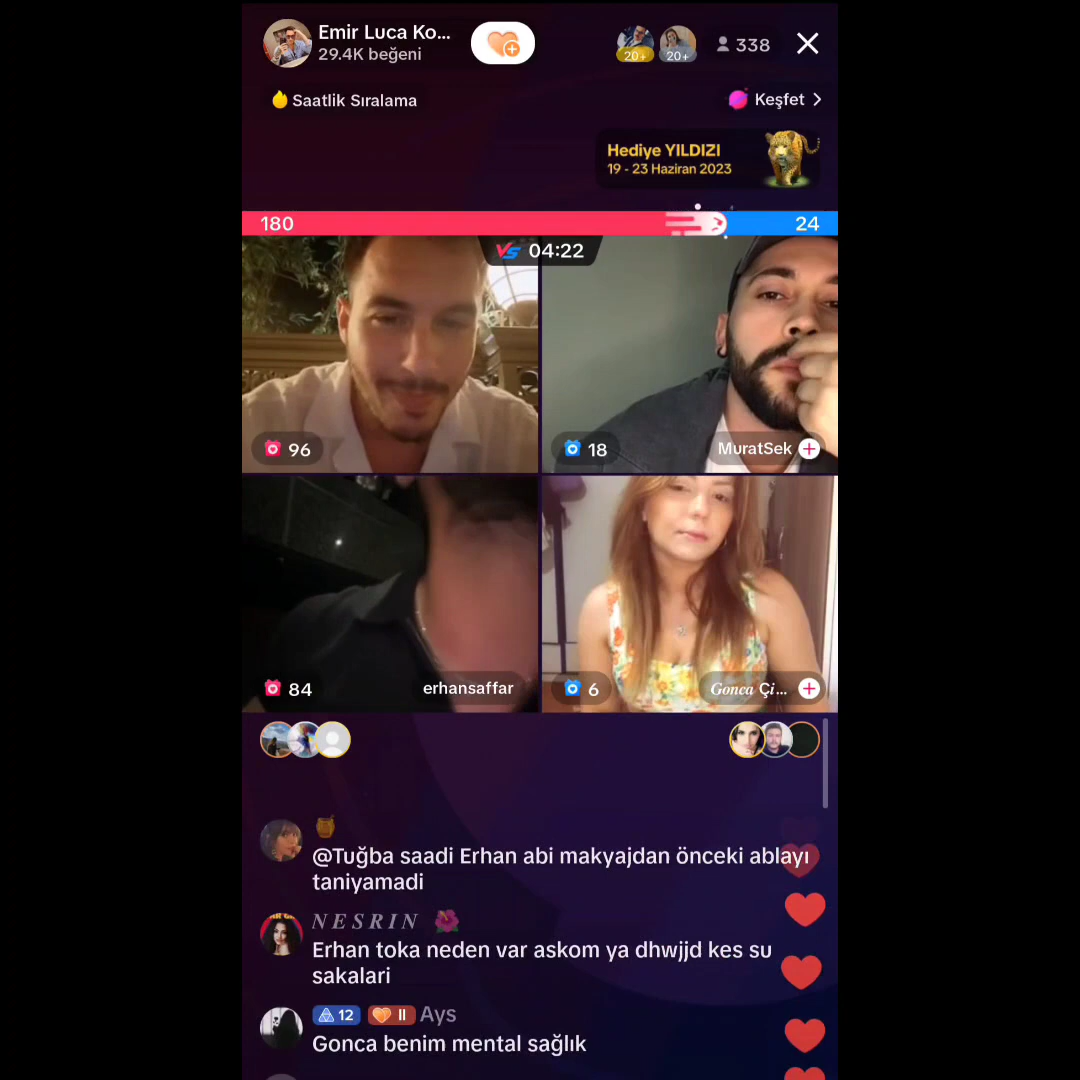 Emir Luca Ko...
29.4K beğeni
20+
20+
338
Saatlik Sıralama
Keşfet
Hediye YILDIZI
19 - 23 Haziran 2023
180
24
VS 04:22
96
18
MuratSek
84
erhansaffar
6
Gonca Çi...
@Tuğba saadi Erhan abi makyajdan önceki ablayı
taniyamadi
NESRIN
Erhan toka neden var askom ya dhwjjd kes su
sakalari
12 II Ays
Gonca benim mental sağlık